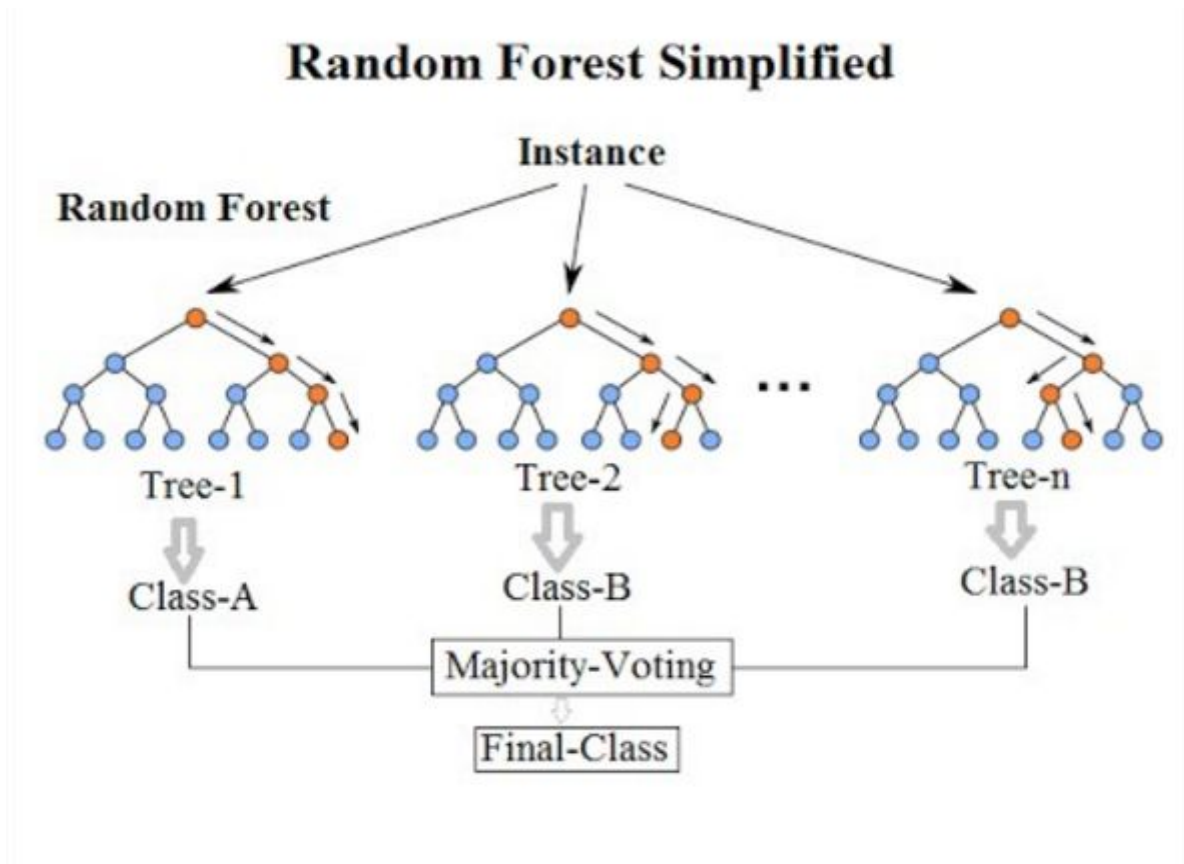 Random Forest Simplified
Instance
Random Forest
...
Tree-1
Tree-2
Tree-n
Class-A
Class-B
Class-B
Majority-Voting
Final-Class